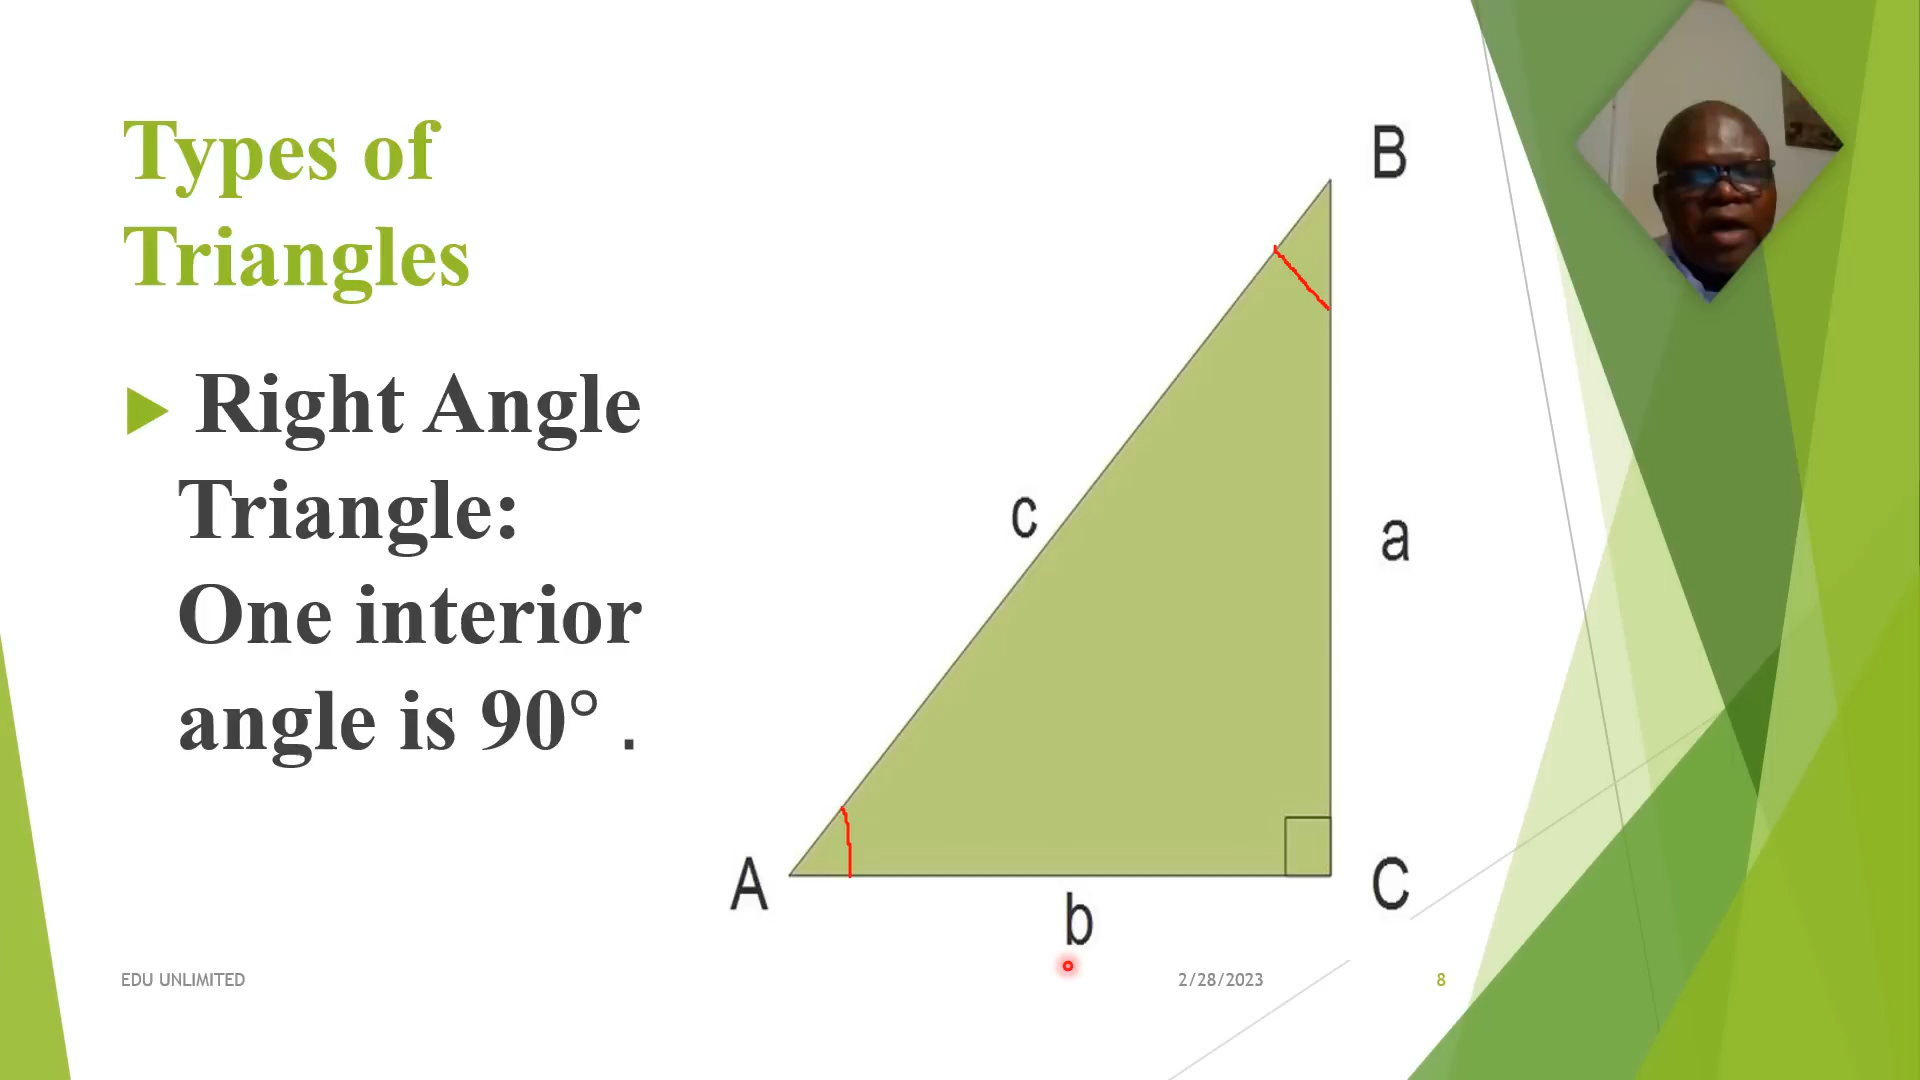 Types of
Triangles
Right Angle
Triangle:
One interior
angle is 90° .
B
c
a
A
C
b
EDU UNLIMITED
2/28/2023
8